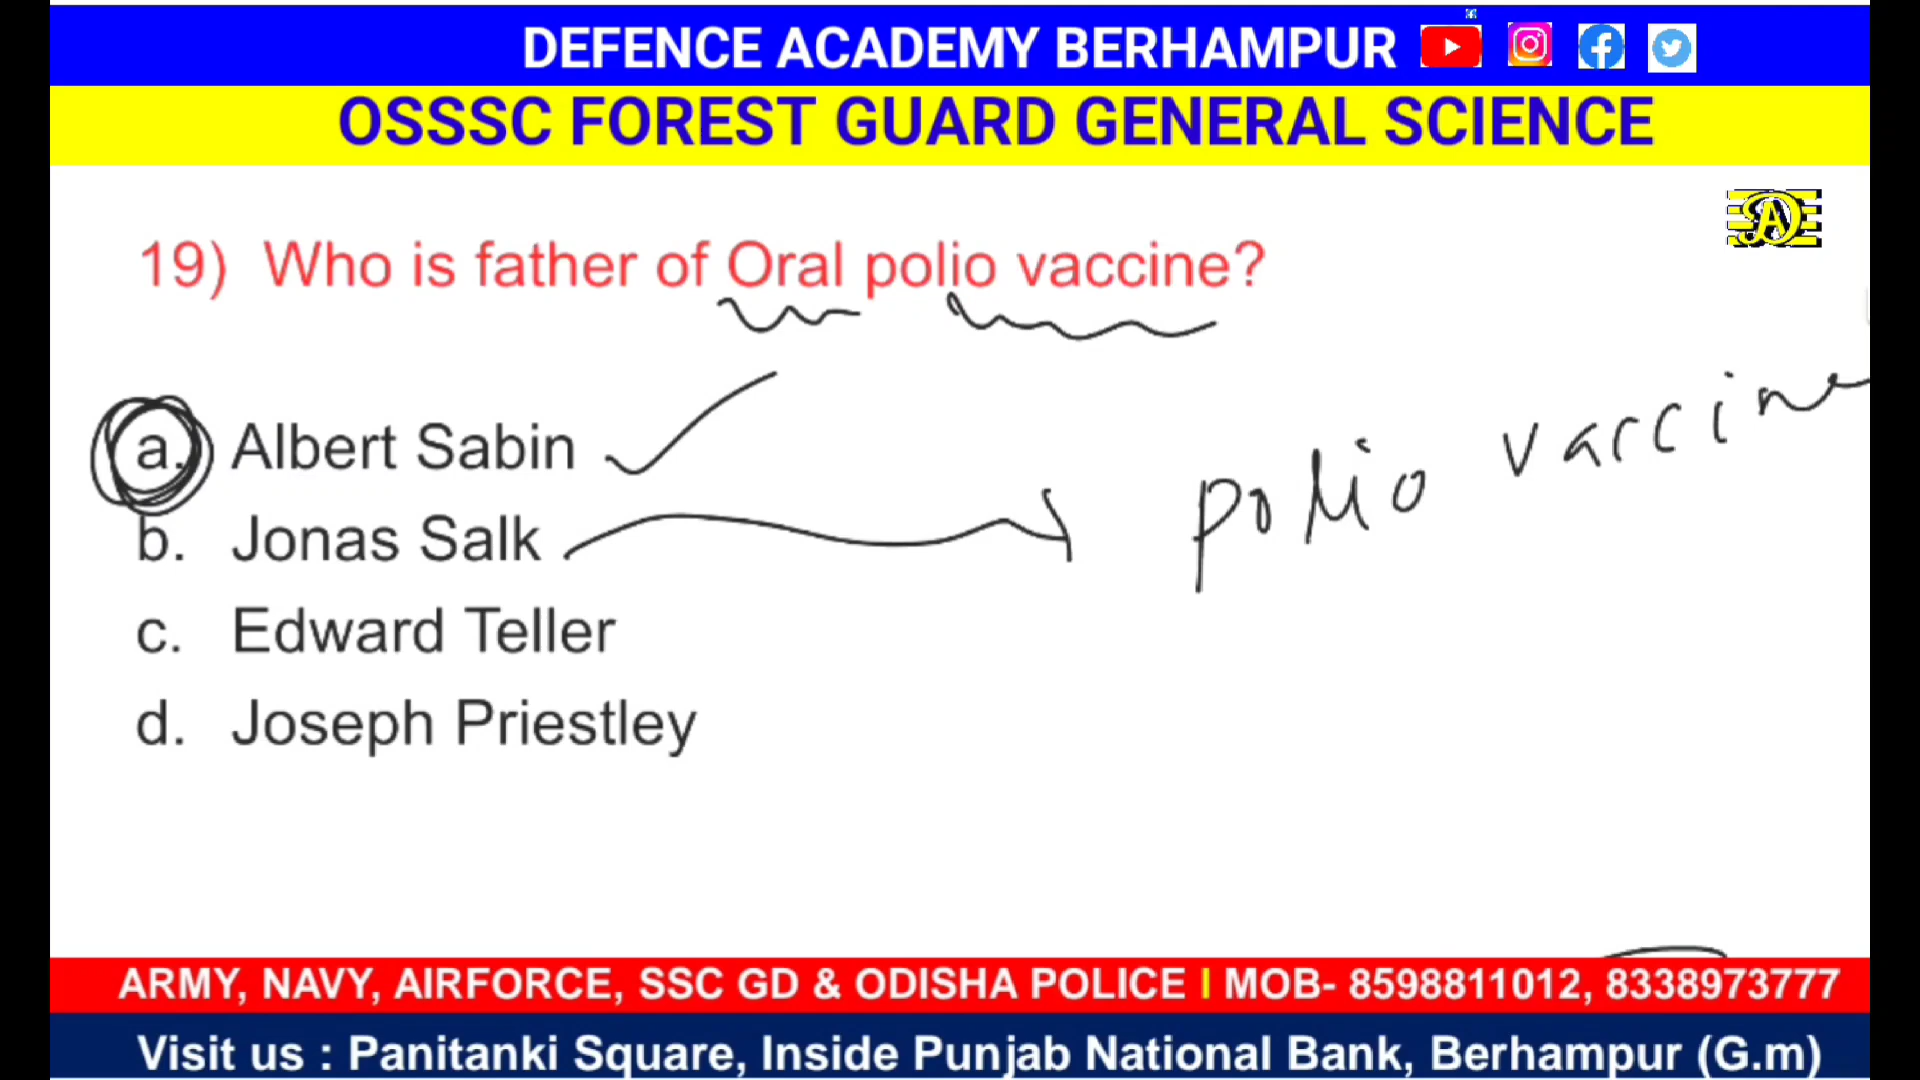 DEFENCE ACADEMY BERHAMPUR
OSSSC FOREST GUARD GENERAL SCIENCE
19) Who is father of Oral polio vaccine?
a. Albert Sabin
b. Jonas Salk
polio vaccine
c. Edward Teller
d. Joseph Priestley
ARMY, NAVY, AIRFORCE, SSC GD & ODISHA POLICE I MOB- 8598811012, 8338973777
Visit us : Panitanki Square, Inside Punjab National Bank, Berhampur (G.m)